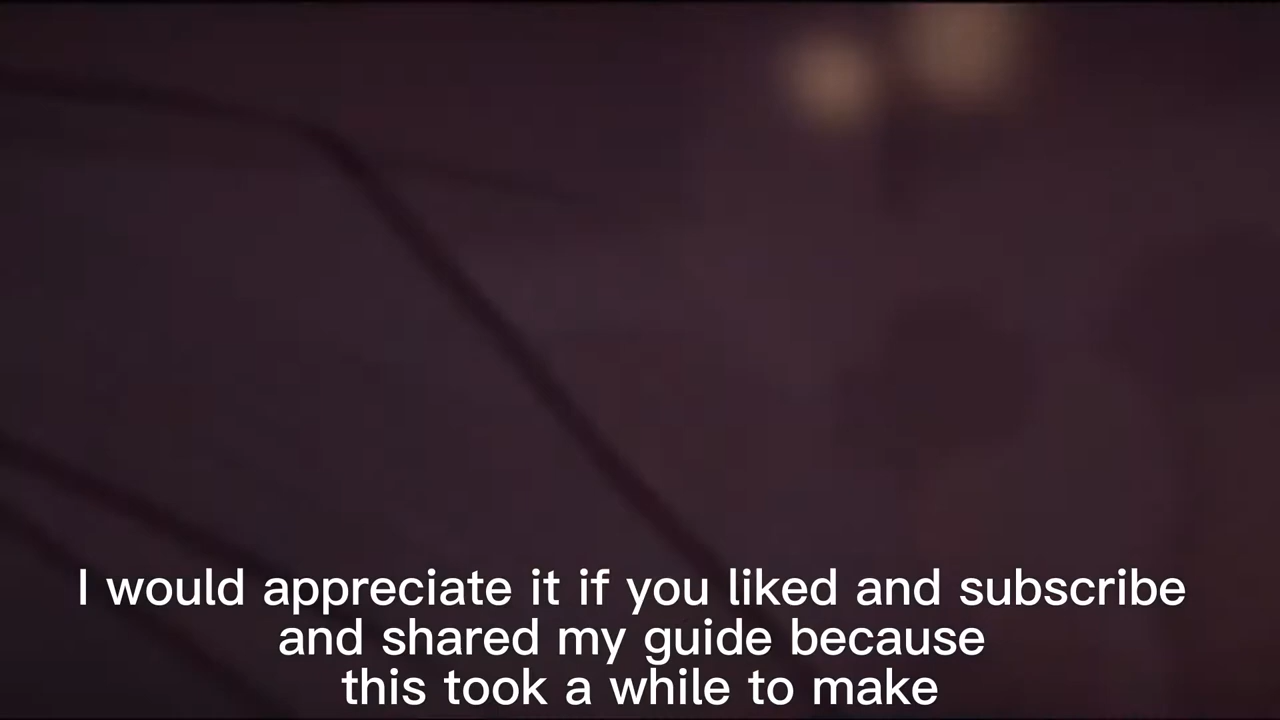 I would appreciate it if you liked and subscribe
and shared my guide because
this took a while to make